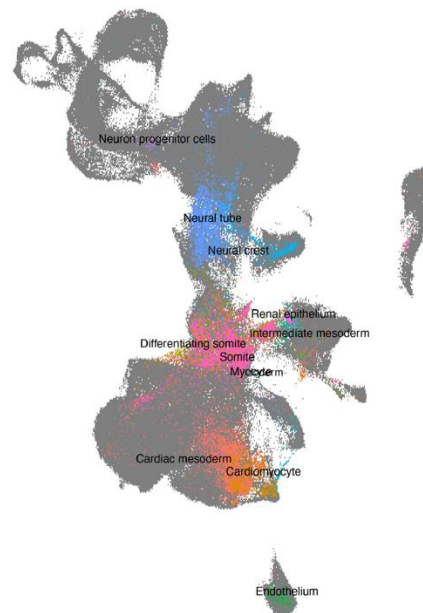 Neuron progenitor cells
Neural tube
Neural crest
Renal epithelium
Intermediate mesoderm
Differentiating somite
Somite
Myocyte
Cardiac mesoderm
Cardiomyocyte
Endothelium